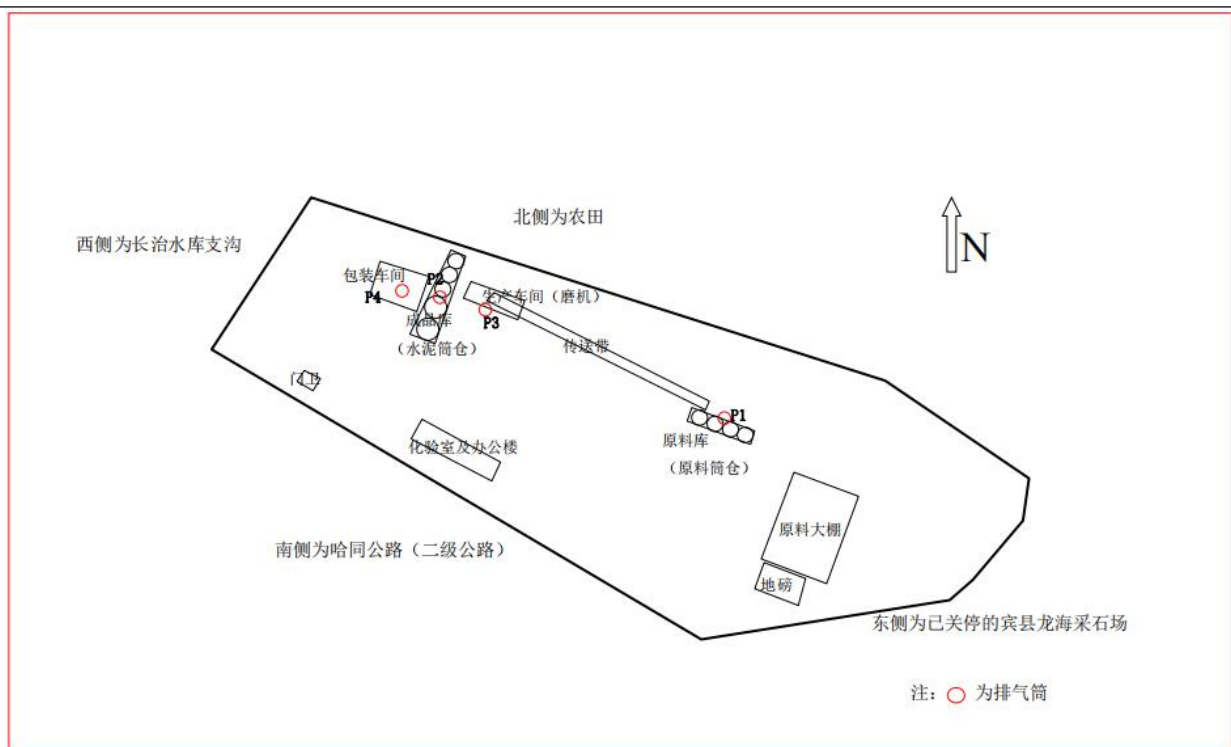 北侧为农田
西侧为长治水库支沟
N
包装车间
P2
P4
生产车间（磨机）
P3
成品库
（水泥筒仓）
传送带
门卫
P1
原料库
（原料筒仓）
化验室及办公楼
原料大棚
南侧为哈同公路（二级公路）
地磅
东侧为已关停的宾县龙海采石场
注：为排气筒